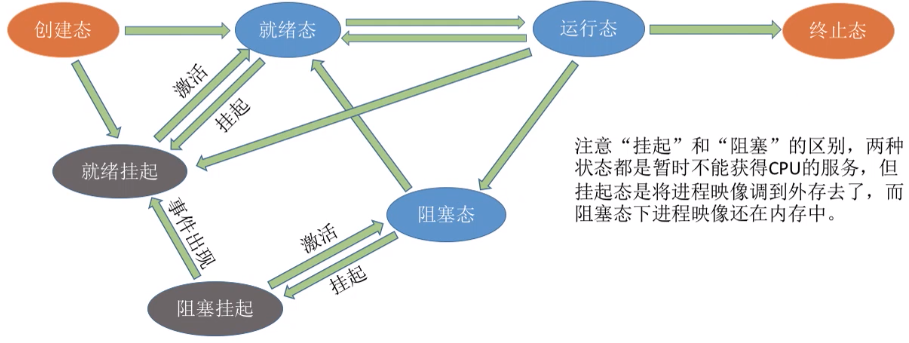 创建态
就绪态
运行态
终止态
激活
挂起
就绪挂起
注意“挂起”和“阻塞”的区别，两种
状态都是暂时不能获得CPU的服务，但
挂起态是将进程映像调到外存去了，而
阻塞态下进程映像还在内存中。
阻塞态
事件出现
激活
挂起
阻塞挂起